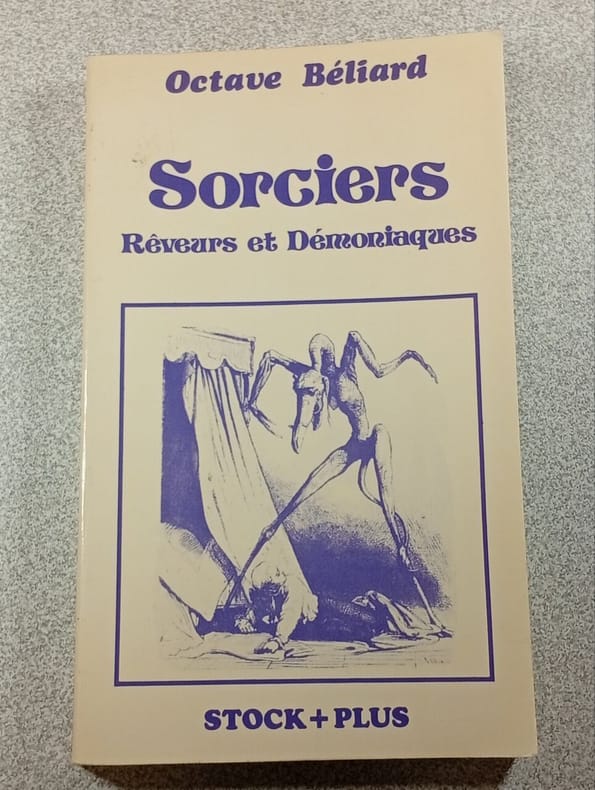 Octave Béliard
Sorciers
Rêveurs et Démoniaques
STOCK+PLUS